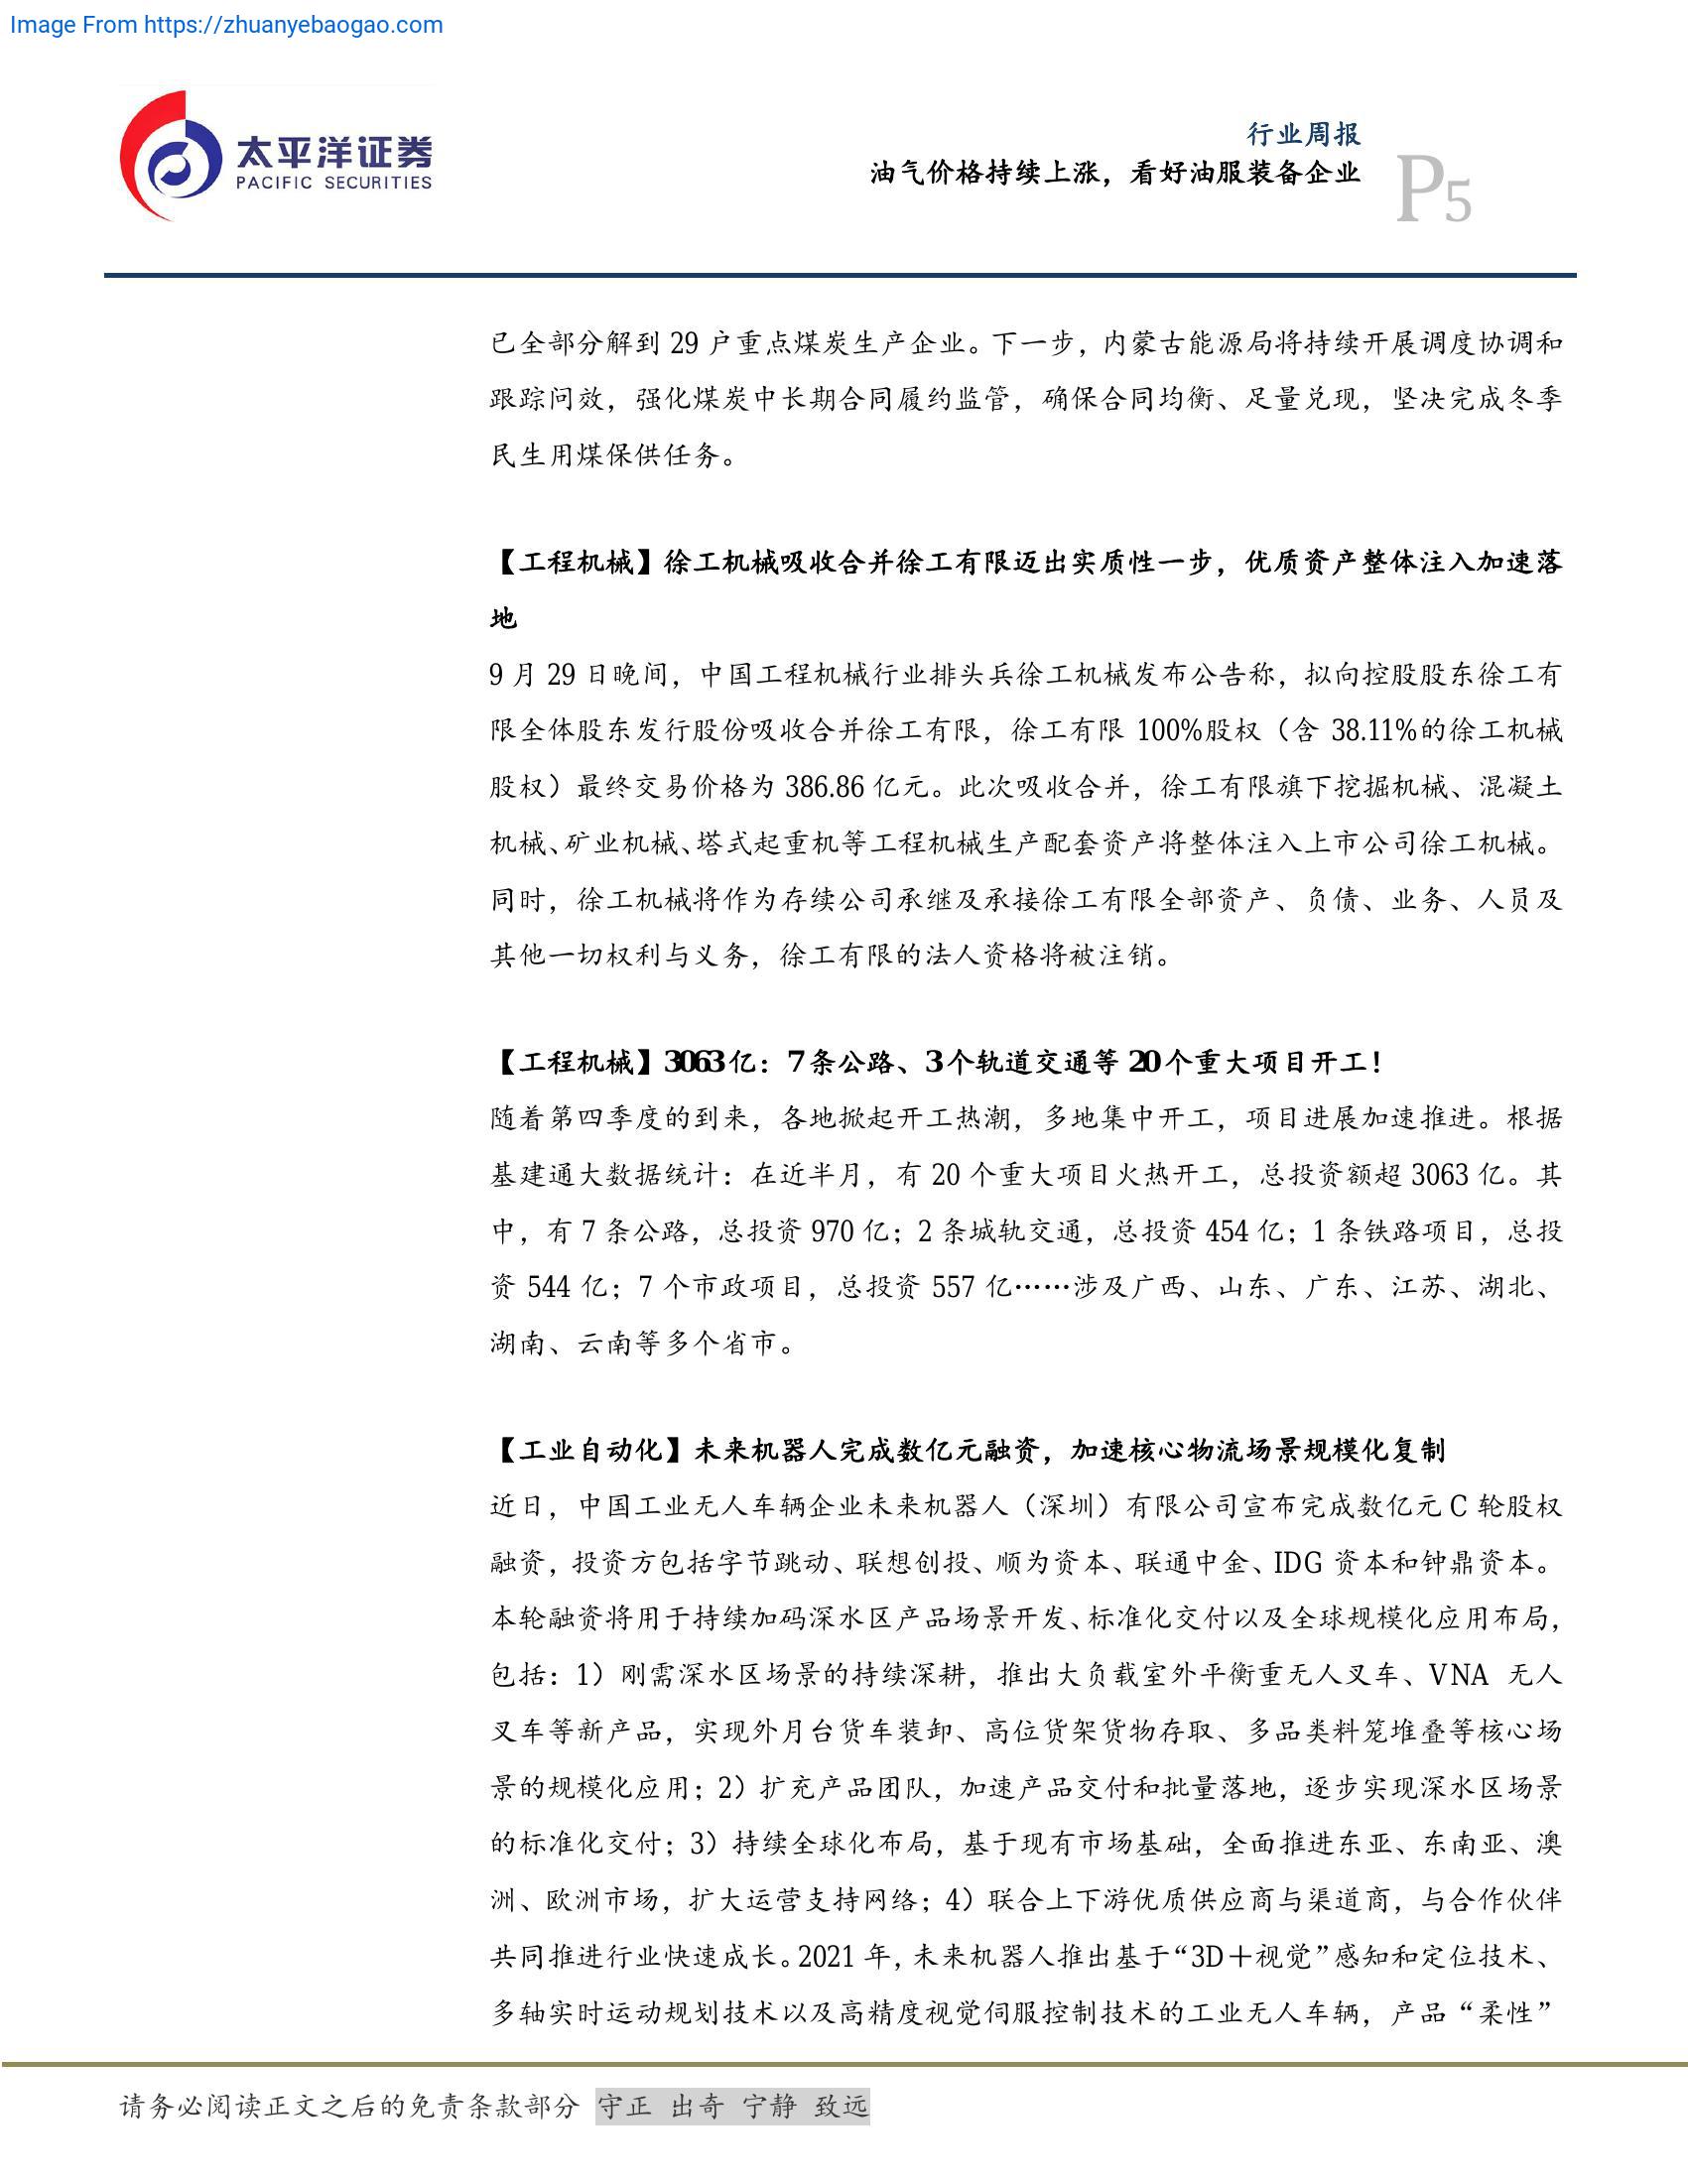 Image From https://zhuanyebaogao.com
太平洋证券
PACIFIC SECURITIES
行业周报
油气价格持续上涨，看好油服装备企业
P5
已全部分解到 29 户重点煤炭生产企业。下一步，内蒙古能源局将持续开展调度协调和
跟踪问效，强化煤炭中长期合同履约监管，确保合同均衡、足量兑现，坚决完成冬季
民生用煤保供任务。
【工程机械】徐工机械吸收合并徐工有限迈出实质性一步，优质资产整体注入加速落
地
9 月 29 日晚间，中国工程机械行业排头兵徐工机械发布公告称，拟向控股股东徐工有
限全体股东发行股份吸收合并徐工有限，徐工有限 100%股权（含 38.11%的徐工机械
股权）最终交易价格为 386.86 亿元。此次吸收合并，徐工有限旗下挖掘机械、混凝土
机械、矿业机械、塔式起重机等工程机械生产配套资产将整体注入上市公司徐工机械。
同时，徐工机械将作为存续公司承继及承接徐工有限全部资产、负债、业务、人员及
其他一切权利与义务，徐工有限的法人资格将被注销。
【工程机械】3063 亿：7 条公路、3 个轨道交通等 20 个重大项目开工！
随着第四季度的到来，各地掀起开工热潮，多地集中开工，项目进展加速推进。根据
基建通大数据统计：在近半月，有 20 个重大项目火热开工，总投资额超 3063 亿。其
中，有 7 条公路，总投资 970 亿；2 条城轨交通，总投资 454 亿；1 条铁路项目，总投
资 544 亿；7 个市政项目，总投资 557 亿……涉及广西、山东、广东、江苏、湖北、
湖南、云南等多个省市。
【工业自动化】未来机器人完成数亿元融资，加速核心物流场景规模化复制
近日，中国工业无人车辆企业未来机器人（深圳）有限公司宣布完成数亿元 C 轮股权
融资，投资方包括字节跳动、联想创投、顺为资本、联通中金、IDG 资本和钟鼎资本。
本轮融资将用于持续加码深水区产品场景开发、标准化交付以及全球规模化应用布局，
包括：1）刚需深水区场景的持续深耕，推出大负载室外平衡重无人叉车、VNA 无人
叉车等新产品，实现外月台货车装卸、高位货架货物存取、多品类料笼堆叠等核心场
景的规模化应用；2）扩充产品团队，加速产品交付和批量落地，逐步实现深水区场景
的标准化交付；3）持续全球化布局，基于现有市场基础，全面推进东亚、东南亚、澳
洲、欧洲市场，扩大运营支持网络；4）联合上下游优质供应商与渠道商，与合作伙伴
共同推进行业快速成长。2021 年，未来机器人推出基于“3D＋视觉”感知和定位技术、
多轴实时运动规划技术以及高精度视觉伺服控制技术的工业无人车辆，产品“柔性”
请务必阅读正文之后的免责条款部分 守正 出奇 宁静 致远